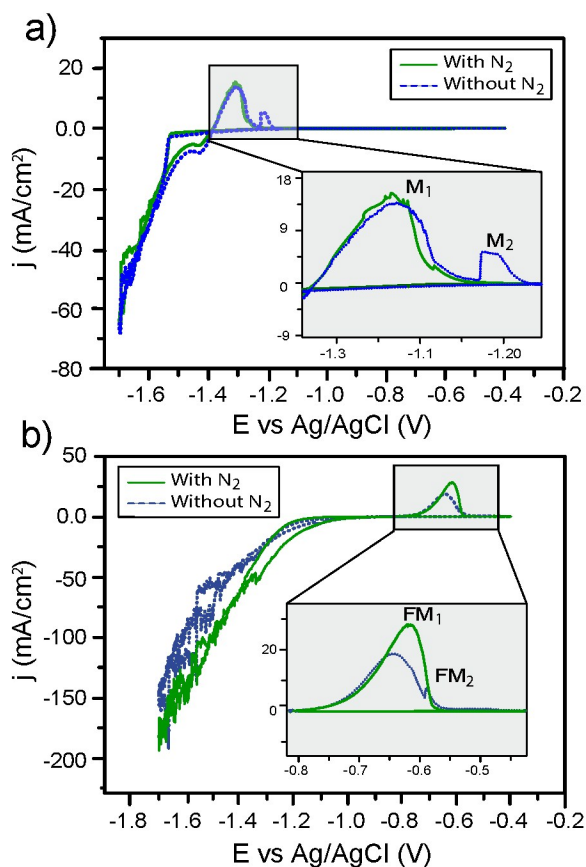 a)
With N₂
Without N₂
20
0.0
-20
-40
-60
-80
j (mA/cm²)
M₁
M₂
18
9
0
-9
-1.3 -1.1 -1.20
-1.6 -1.4 -1.2 -1.0 -0.8 -0.6 -0.4 -0.2
E vs Ag/AgCl (V)
b)
With N₂
Without N₂
50
0.0
-50
-100
-150
-200
j (mA/cm²)
FM₁
FM₂
20
0
-0.8 -0.6 -0.5
-1.8 -1.6 -1.4 -1.2 -1.0 -0.8 -0.6 -0.4 -0.2
E vs Ag/AgCl (V)